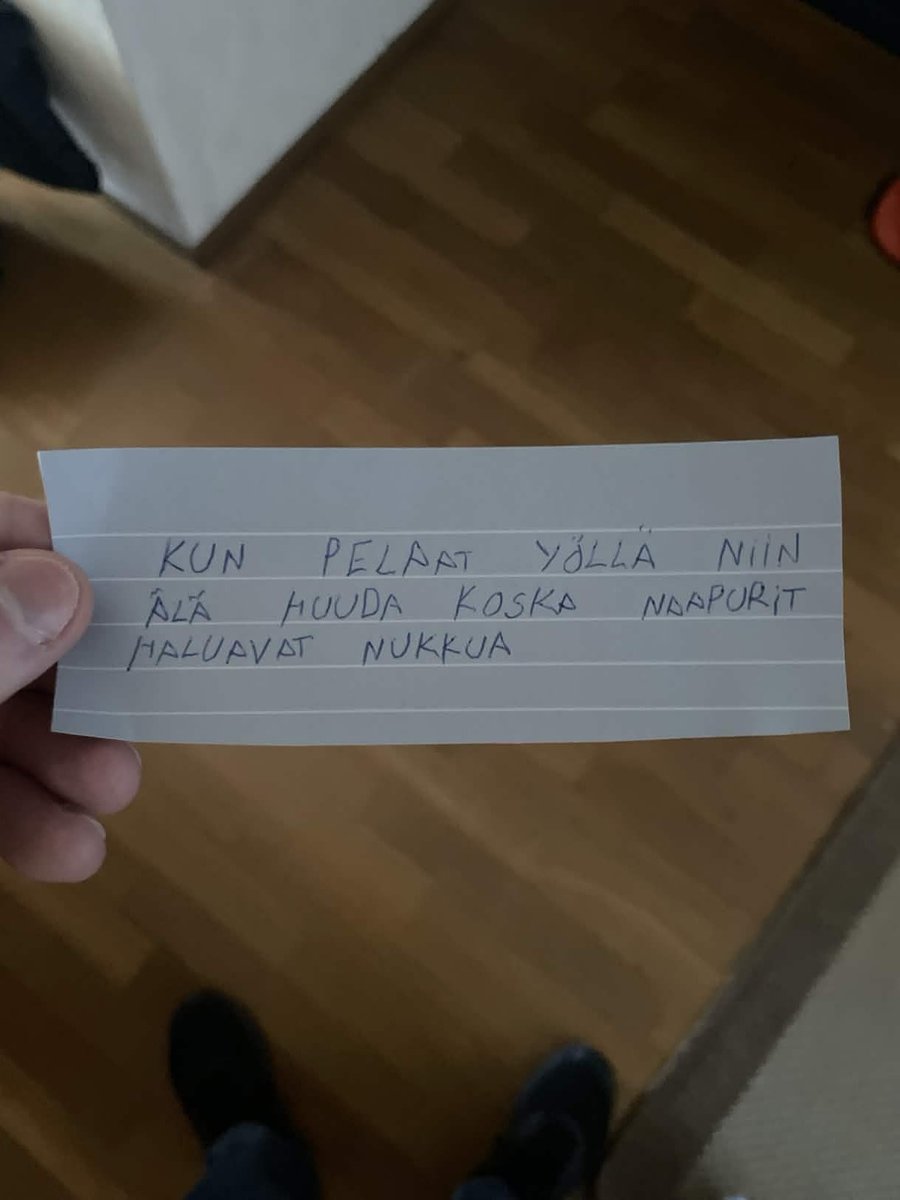 KUN PELAAT YÖLLÄ NIIN
ÄLÄ HUUDA KOSKA NAAPURIT
HALUAVAT NUKKUA